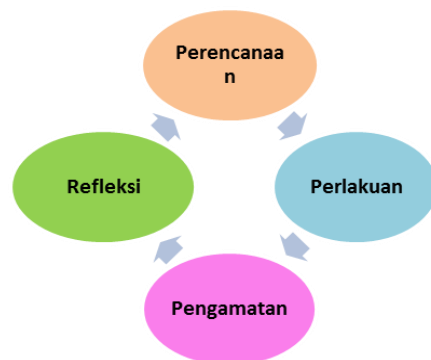 Perencanaa
n
Refleksi
Perlakuan
Pengamatan